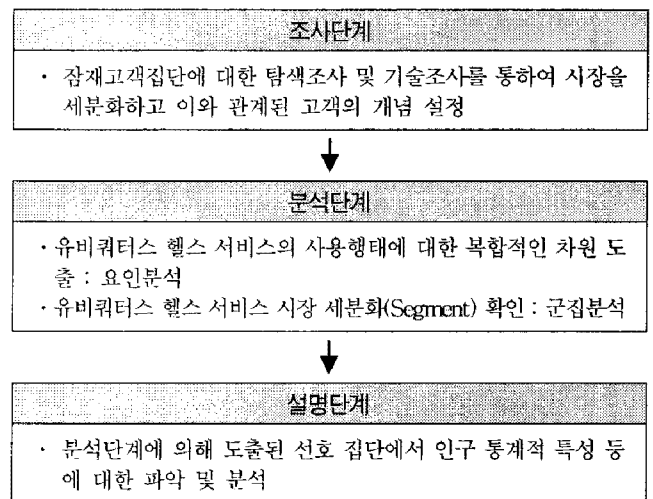 조사단계
· 잠재고객집단에 대한 탐색조사 및 기술조사를 통하여 시장을
세분화하고 이와 관계된 고객의 개념 설정
분석단계
· 유비쿼터스 헬스 서비스의 사용행태에 대한 복합적인 차원 도
출 : 요인분석
· 유비쿼터스 헬스 서비스 시장 세분화(Segment) 확인 : 군집분석
설명단계
· 분석단계에 의해 도출된 선호 집단에서 인구 통계적 특성 등
에 대한 파악 및 분석